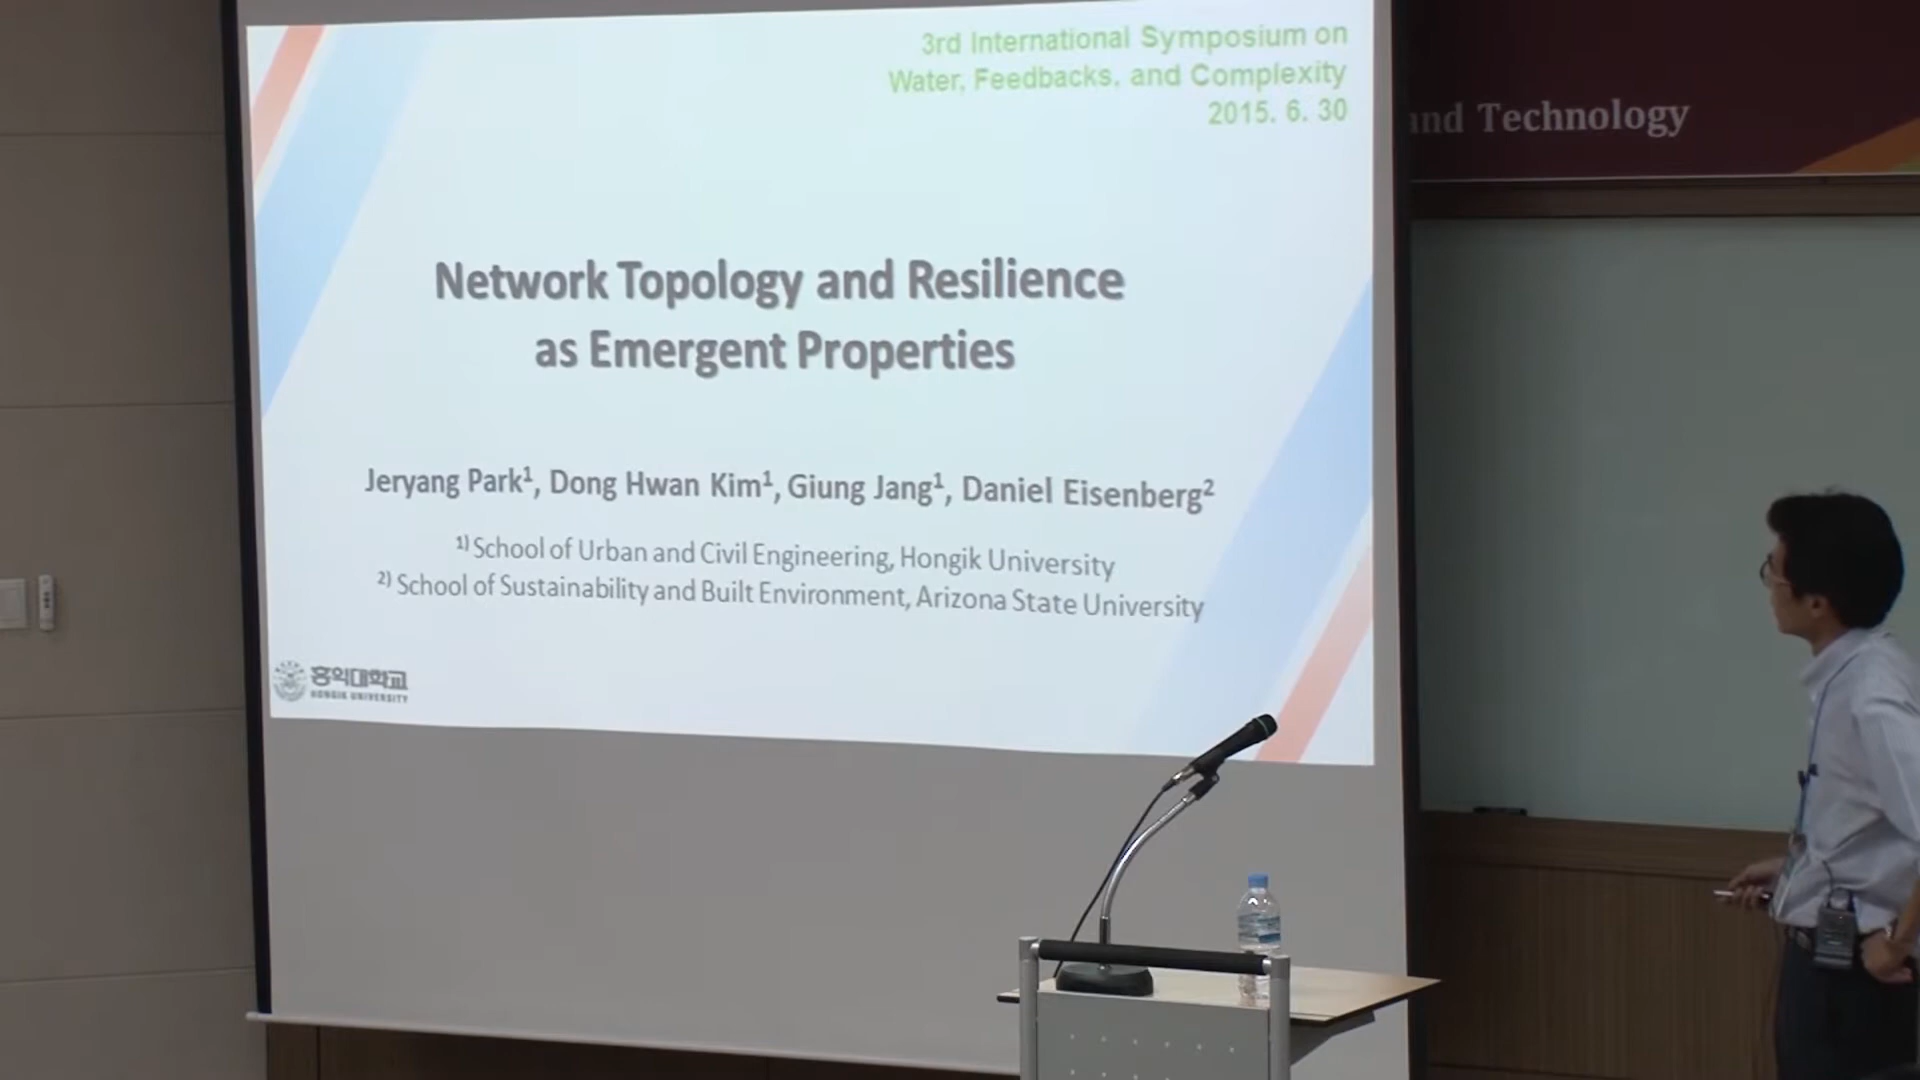 3rd International Symposium on
Water, Feedbacks, and Complexity
2015. 6. 30
and Technology
Network Topology and Resilience
as Emergent Properties
Jeryang Park¹, Dong Hwan Kim¹, Giung Jang¹, Daniel Eisenberg²
¹⁾ School of Urban and Civil Engineering, Hongik University
²⁾ School of Sustainability and Built Environment, Arizona State University
홍익대학교
HONGIK UNIVERSITY